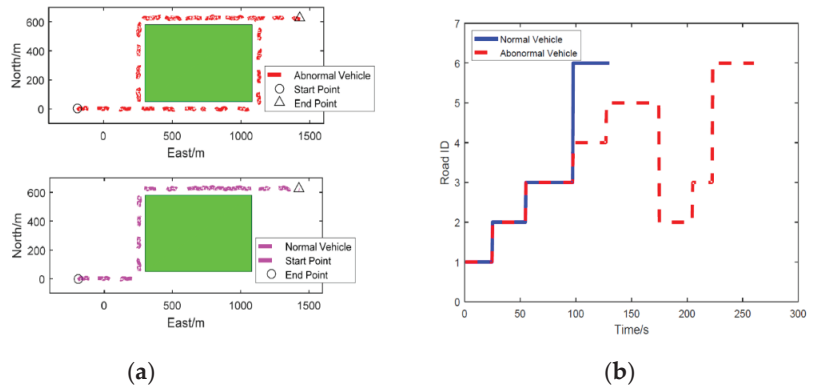 600
400
200
0
North/m
Abnormal Vehicle
Start Point
End Point
0
500
1000
1500
East/m
600
400
200
0
North/m
Normal Vehicle
Start Point
End Point
0
500
1000
1500
East/m
(a)
7
6
5
4
3
2
1
0
Road ID
Normal Vehicle
Abonormal Vehicle
0
50
100
150
200
250
300
Time/s
(b)